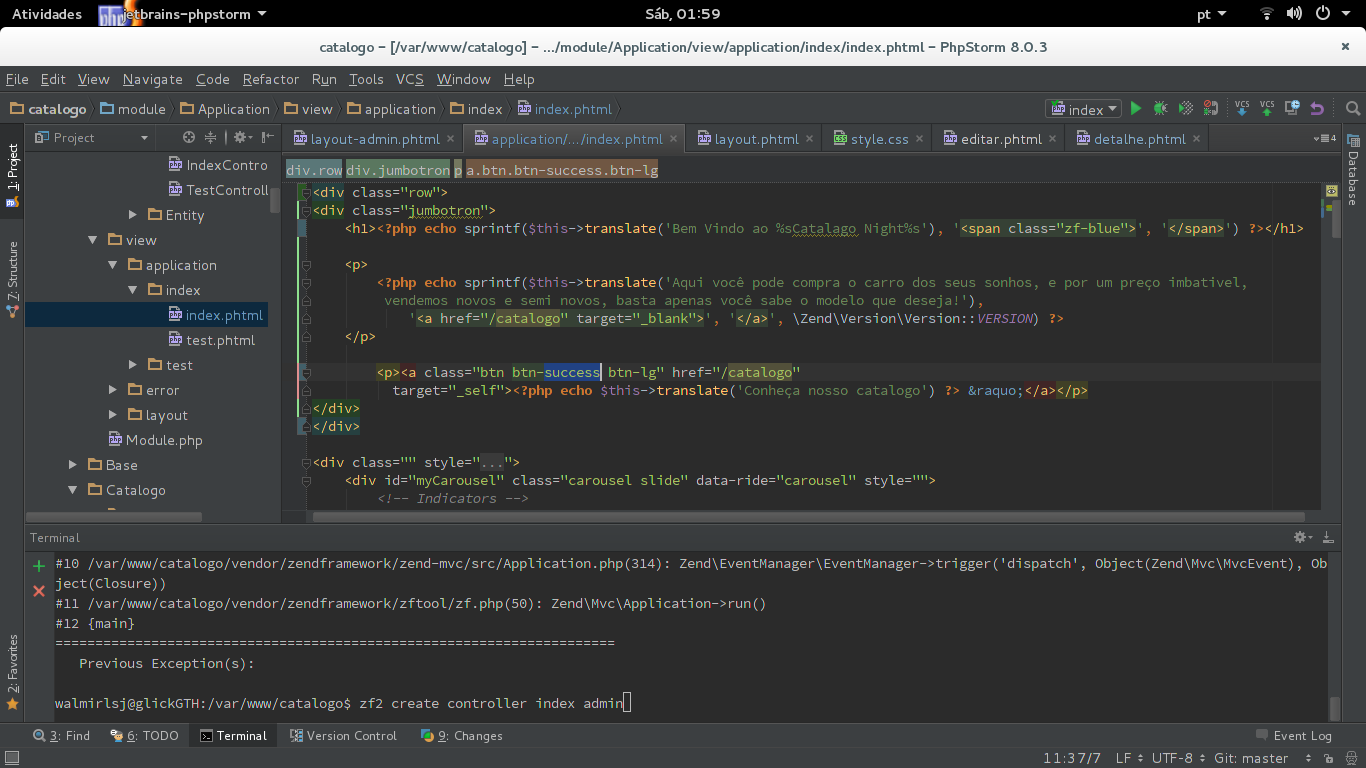 Atividades jetbrains-phpstorm Sáb, 01:59 pt
catalogo – [/var/www/catalogo] – .../module/Application/view/application/index/index.phtml – PhpStorm 8.0.3
File Edit View Navigate Code Refactor Run Tools VCS Window Help
catalogo module Application view application index index.phtml index VCS VCS
Project layout-admin.phtml application/.../index.phtml layout.phtml style.css editar.phtml detalhe.phtml 4
1: Project
7: Structure
2: Favorites
Database
IndexContro
TestControll
Entity
view
application
index
index.phtml
test.phtml
test
error
layout
Module.php
Base
Catalogo
div.row div.jumbotron p a.btn.btn-success.btn-lg
<div class="row">
<div class="jumbotron">
<h1><?php echo sprintf($this->translate('Bem Vindo ao %sCatalago Night%s'), '<span class="zf-blue">', '</span>') ?></h1>
<p>
<?php echo sprintf($this->translate('Aqui você pode compra o carro dos seus sonhos, e por um preço imbativel,
vendemos novos e semi novos, basta apenas você sabe o modelo que deseja!'),
'<a href="/catalogo" target="_blank">', '</a>', \Zend\Version\Version::VERSION) ?>
</p>
<p><a class="btn btn-success btn-lg" href="/catalogo"
target="_self"><?php echo $this->translate('Conheça nosso catalogo') ?> &raquo;</a></p>
</div>
</div>
<div class="" style="...">
<div id="myCarousel" class="carousel slide" data-ride="carousel" style="">
<!-- Indicators -->
Terminal
#10 /var/www/catalogo/vendor/zendframework/zend-mvc/src/Application.php(314): Zend\EventManager\EventManager->trigger('dispatch', Object(Zend\Mvc\MvcEvent), Ob
ject(Closure))
#11 /var/www/catalogo/vendor/zendframework/zftool/zf.php(50): Zend\Mvc\Application->run()
#12 {main}
======================================================================
Previous Exception(s):
walmirlsj@glickGTH:/var/www/catalogo$ zf2 create controller index admin
3: Find 6: TODO Terminal Version Control 9: Changes Event Log
11:37/7 LF UTF-8 Git: master